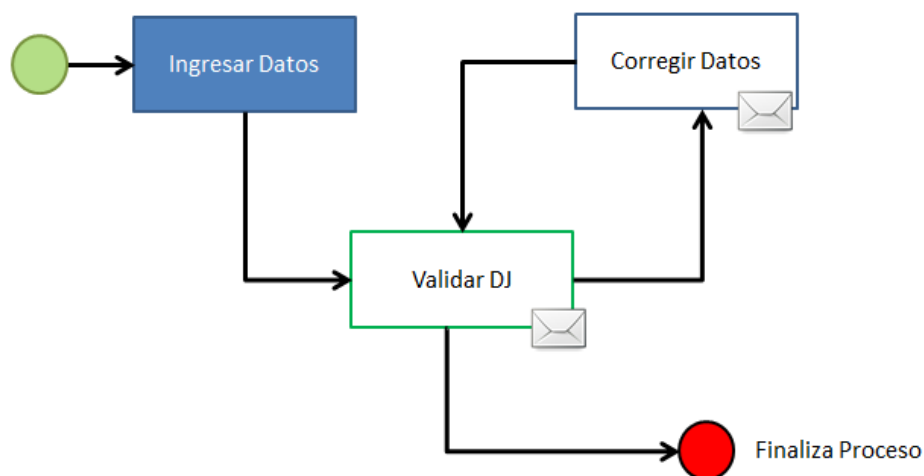 Ingresar Datos
Corregir Datos
Validar DJ
Finaliza Proceso